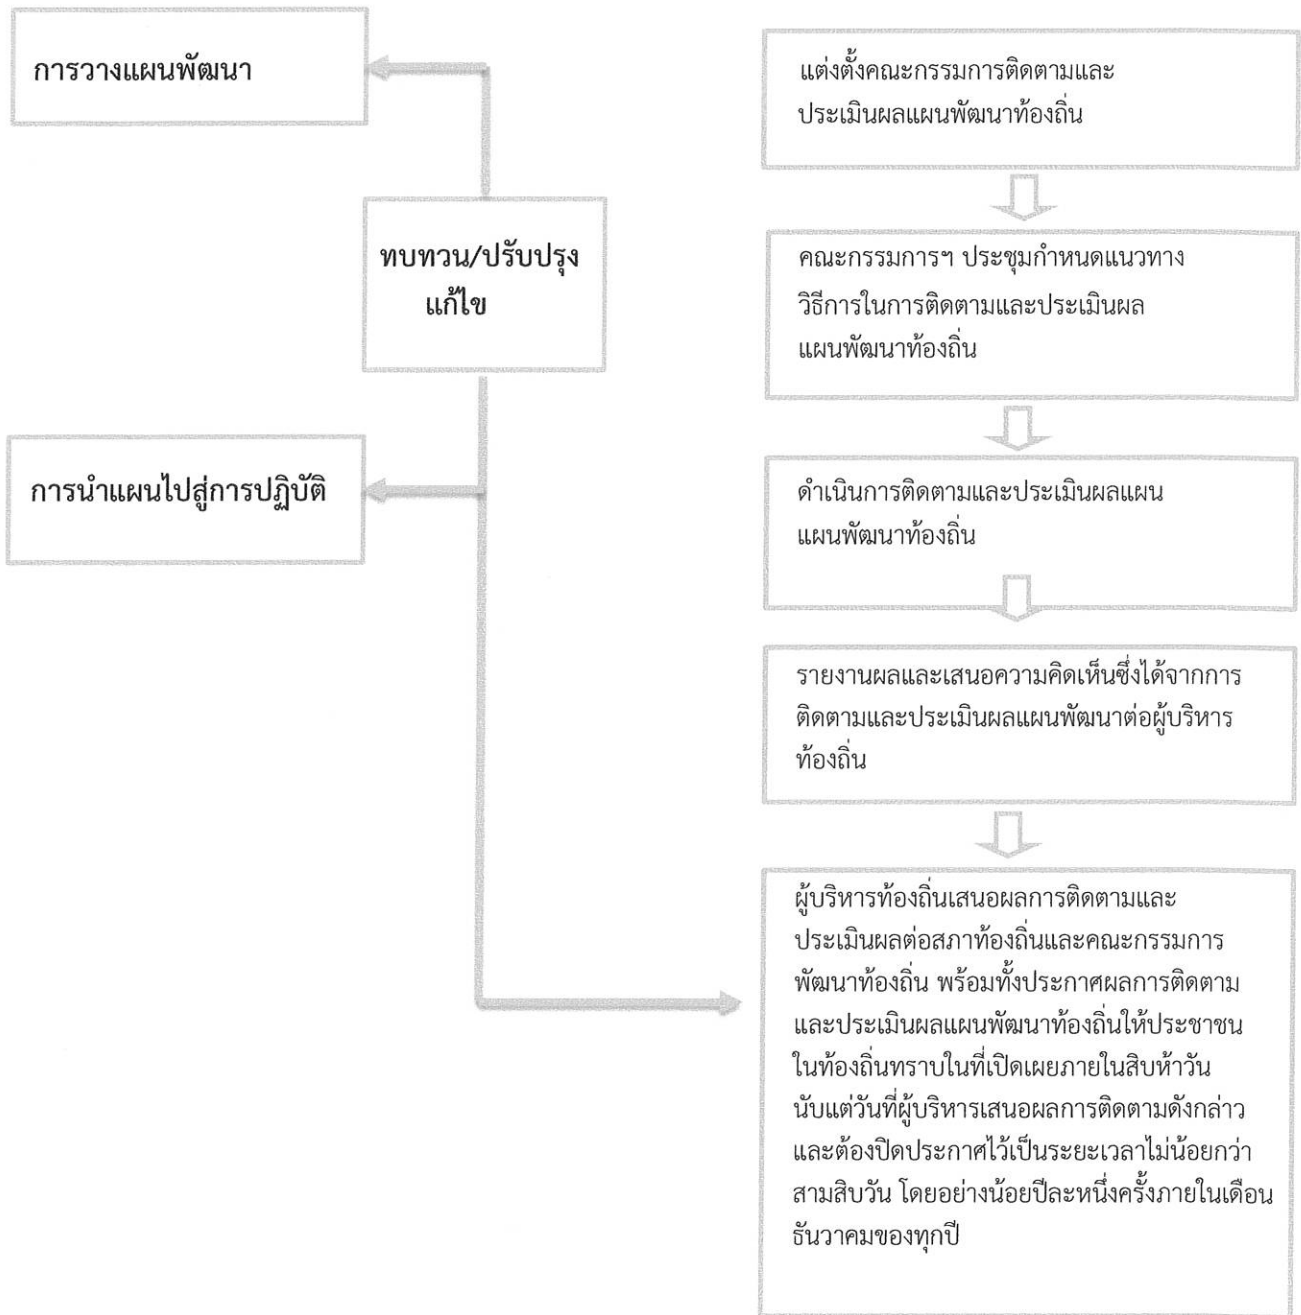 การวางแผนพัฒนา
ทบทวน/ปรับปรุง
แก้ไข
การนำแผนไปสู่การปฏิบัติ
แต่งตั้งคณะกรรมการติดตามและ
ประเมินผลแผนพัฒนาท้องถิ่น
คณะกรรมการฯ ประชุมกำหนดแนวทาง
วิธีการในการติดตามและประเมินผล
แผนพัฒนาท้องถิ่น
ดำเนินการติดตามและประเมินผลแผน
แผนพัฒนาท้องถิ่น
รายงานผลและเสนอความคิดเห็นซึ่งได้จากการ
ติดตามและประเมินผลแผนพัฒนาต่อผู้บริหาร
ท้องถิ่น
ผู้บริหารท้องถิ่นเสนอผลการติดตามและ
ประเมินผลต่อสภาท้องถิ่นและคณะกรรมการ
พัฒนาท้องถิ่น พร้อมทั้งประกาศผลการติดตาม
และประเมินผลแผนพัฒนาท้องถิ่นให้ประชาชน
ในท้องถิ่นทราบในที่เปิดเผยภายในสิบห้าวัน
นับแต่วันที่ผู้บริหารเสนอผลการติดตามดังกล่าว
และต้องปิดประกาศไว้เป็นระยะเวลาไม่น้อยกว่า
สามสิบวัน โดยอย่างน้อยปีละหนึ่งครั้งภายในเดือน
ธันวาคมของทุกปี